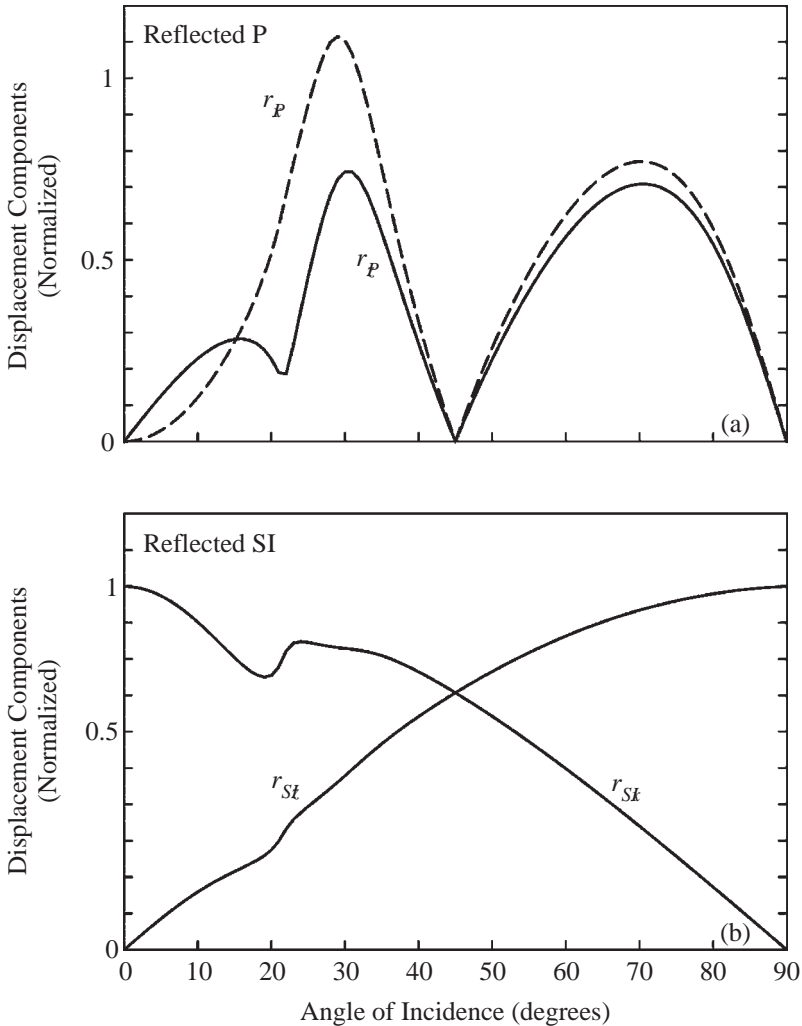 Reflected P
1
0.5
0
Displacement Components
(Normalized)
(a)
Reflected SI
1
0.5
0
Displacement Components
(Normalized)
(b)
0 10 20 30 40 50 60 70 80 90
Angle of Incidence (degrees)